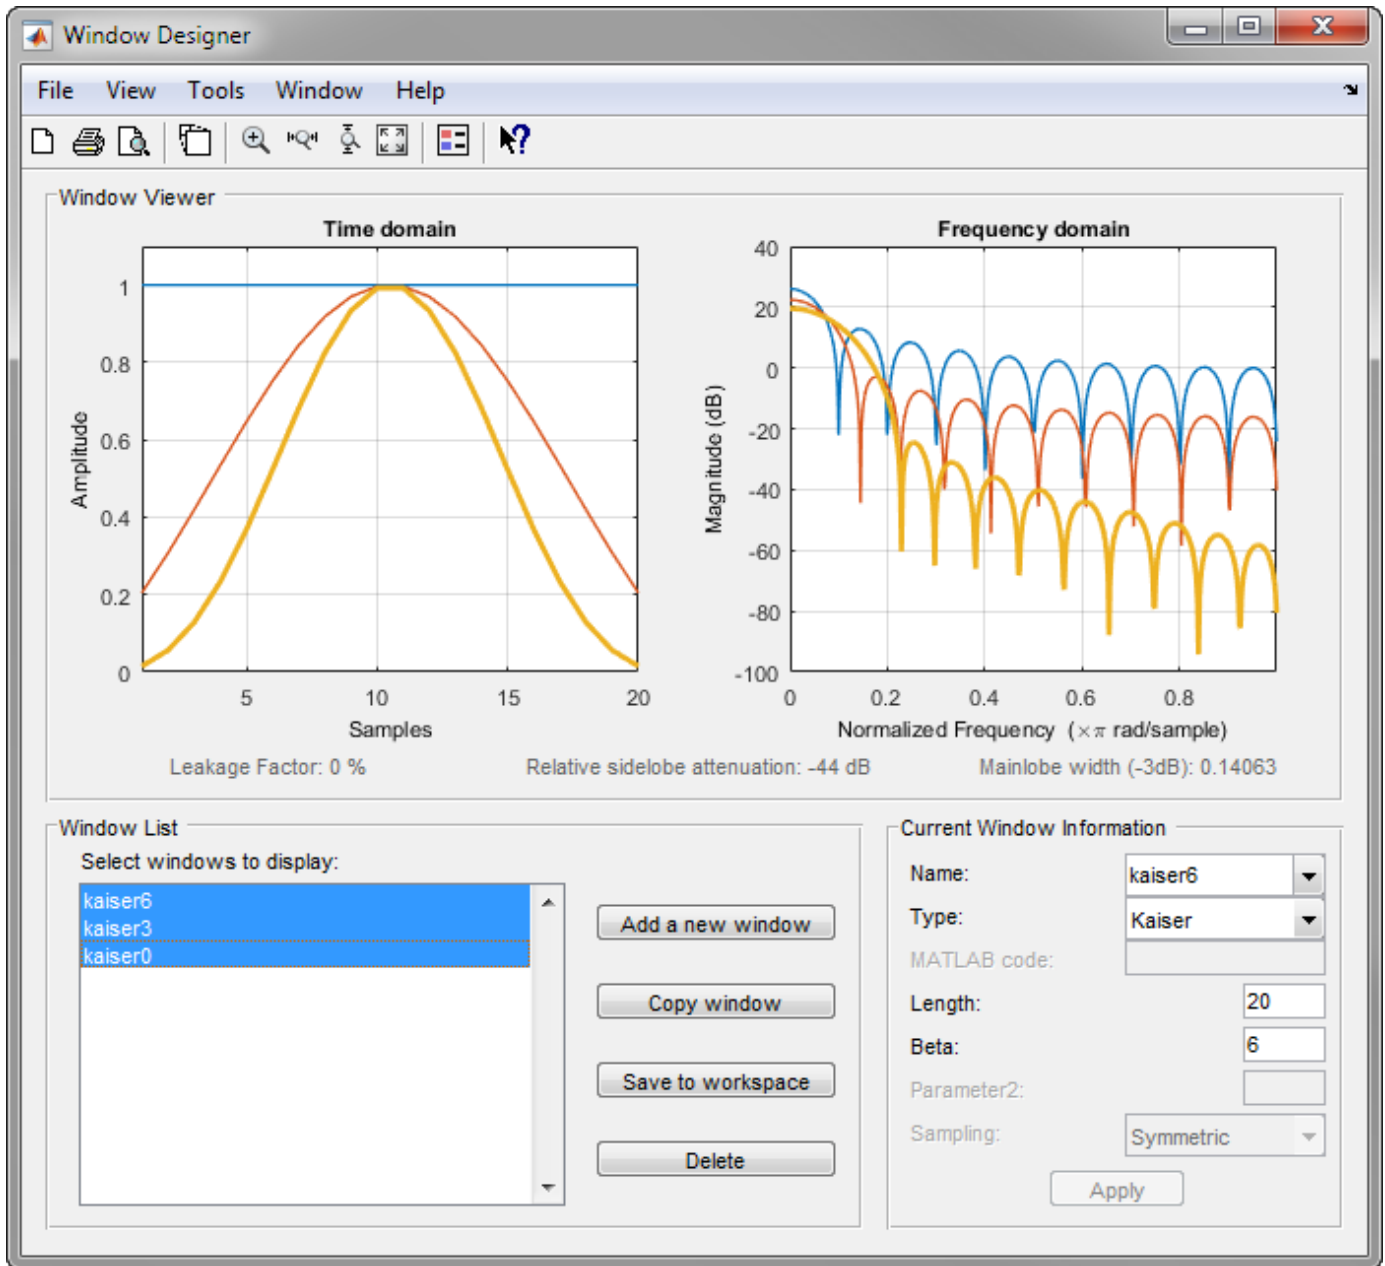 Window Designer
File View Tools Window Help
Window Viewer
Time domain
Frequency domain
1
0.8
0.6
0.4
0.2
0
Amplitude
5 10 15 20
Samples
40
20
0
-20
-40
-60
-80
-100
Magnitude (dB)
0 0.2 0.4 0.6 0.8
Normalized Frequency (×π rad/sample)
Leakage Factor: 0 % Relative sidelobe attenuation: -44 dB Mainlobe width (-3dB): 0.14063
Window List
Select windows to display:
kaiser6
kaiser3
kaiser0
Add a new window
Copy window
Save to workspace
Delete
Current Window Information
Name: kaiser6
Type: Kaiser
MATLAB code:
Length: 20
Beta: 6
Parameter2:
Sampling: Symmetric
Apply